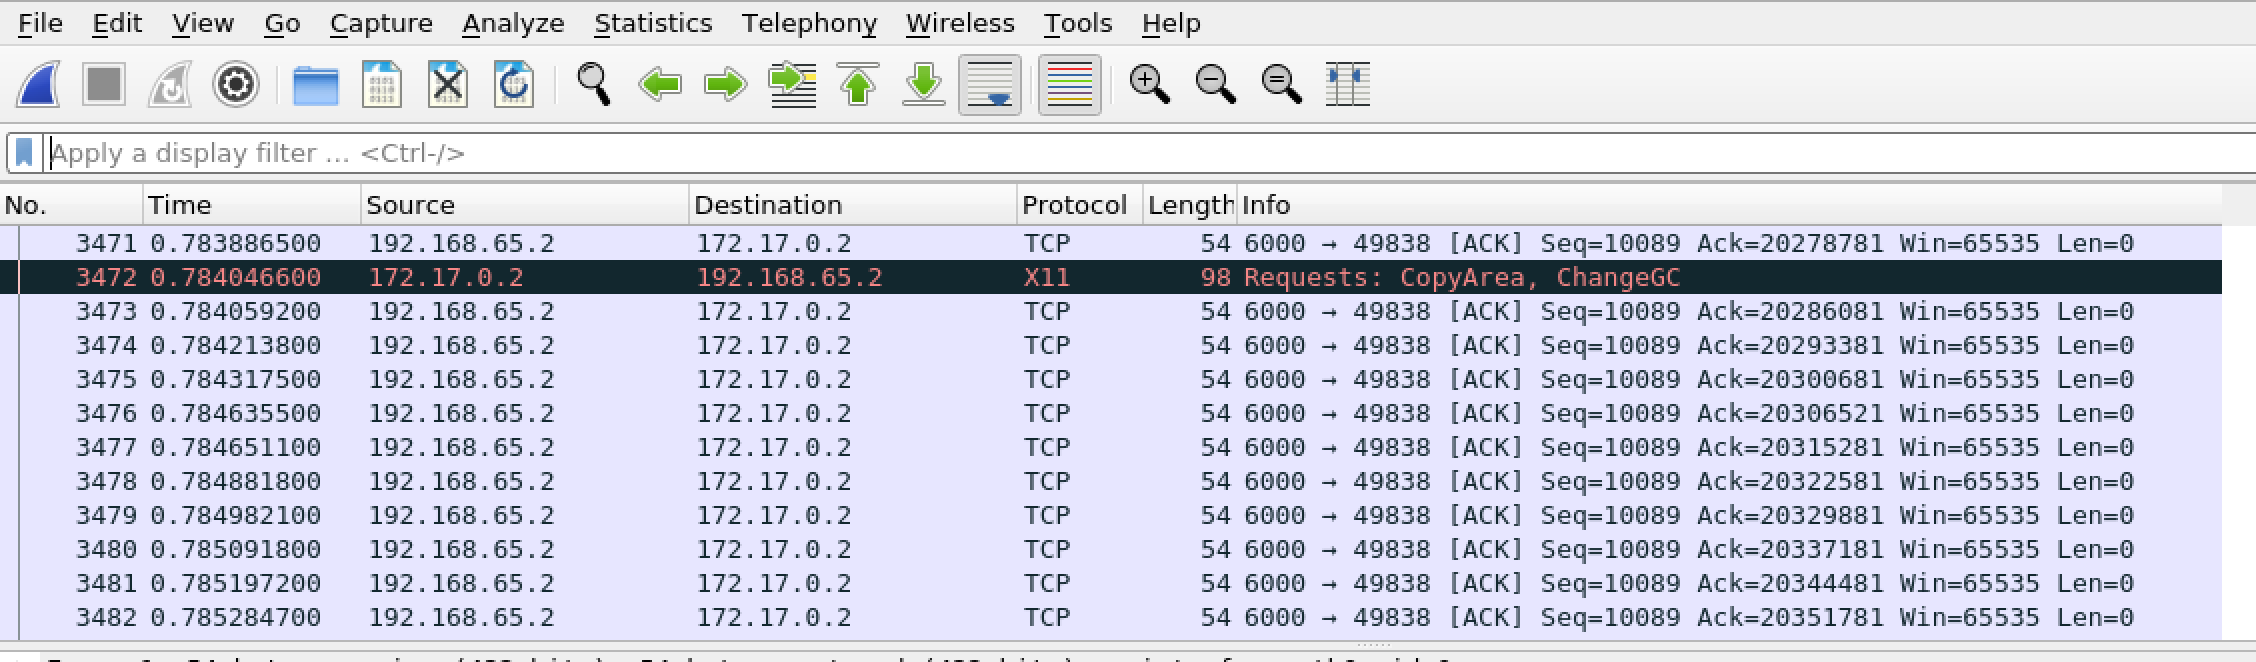 File Edit View Go Capture Analyze Statistics Telephony Wireless Tools Help
Apply a display filter ... <Ctrl-/>
No. Time Source Destination Protocol Length Info
3471 0.783886500 192.168.65.2 172.17.0.2 TCP 54 6000 → 49838 [ACK] Seq=10089 Ack=20278781 Win=65535 Len=0
3472 0.784046600 172.17.0.2 192.168.65.2 X11 98 Requests: CopyArea, ChangeGC
3473 0.784059200 192.168.65.2 172.17.0.2 TCP 54 6000 → 49838 [ACK] Seq=10089 Ack=20286081 Win=65535 Len=0
3474 0.784213800 192.168.65.2 172.17.0.2 TCP 54 6000 → 49838 [ACK] Seq=10089 Ack=20293381 Win=65535 Len=0
3475 0.784317500 192.168.65.2 172.17.0.2 TCP 54 6000 → 49838 [ACK] Seq=10089 Ack=20300681 Win=65535 Len=0
3476 0.784635500 192.168.65.2 172.17.0.2 TCP 54 6000 → 49838 [ACK] Seq=10089 Ack=20306521 Win=65535 Len=0
3477 0.784651100 192.168.65.2 172.17.0.2 TCP 54 6000 → 49838 [ACK] Seq=10089 Ack=20315281 Win=65535 Len=0
3478 0.784881800 192.168.65.2 172.17.0.2 TCP 54 6000 → 49838 [ACK] Seq=10089 Ack=20322581 Win=65535 Len=0
3479 0.784982100 192.168.65.2 172.17.0.2 TCP 54 6000 → 49838 [ACK] Seq=10089 Ack=20329881 Win=65535 Len=0
3480 0.785091800 192.168.65.2 172.17.0.2 TCP 54 6000 → 49838 [ACK] Seq=10089 Ack=20337181 Win=65535 Len=0
3481 0.785197200 192.168.65.2 172.17.0.2 TCP 54 6000 → 49838 [ACK] Seq=10089 Ack=20344481 Win=65535 Len=0
3482 0.785284700 192.168.65.2 172.17.0.2 TCP 54 6000 → 49838 [ACK] Seq=10089 Ack=20351781 Win=65535 Len=0